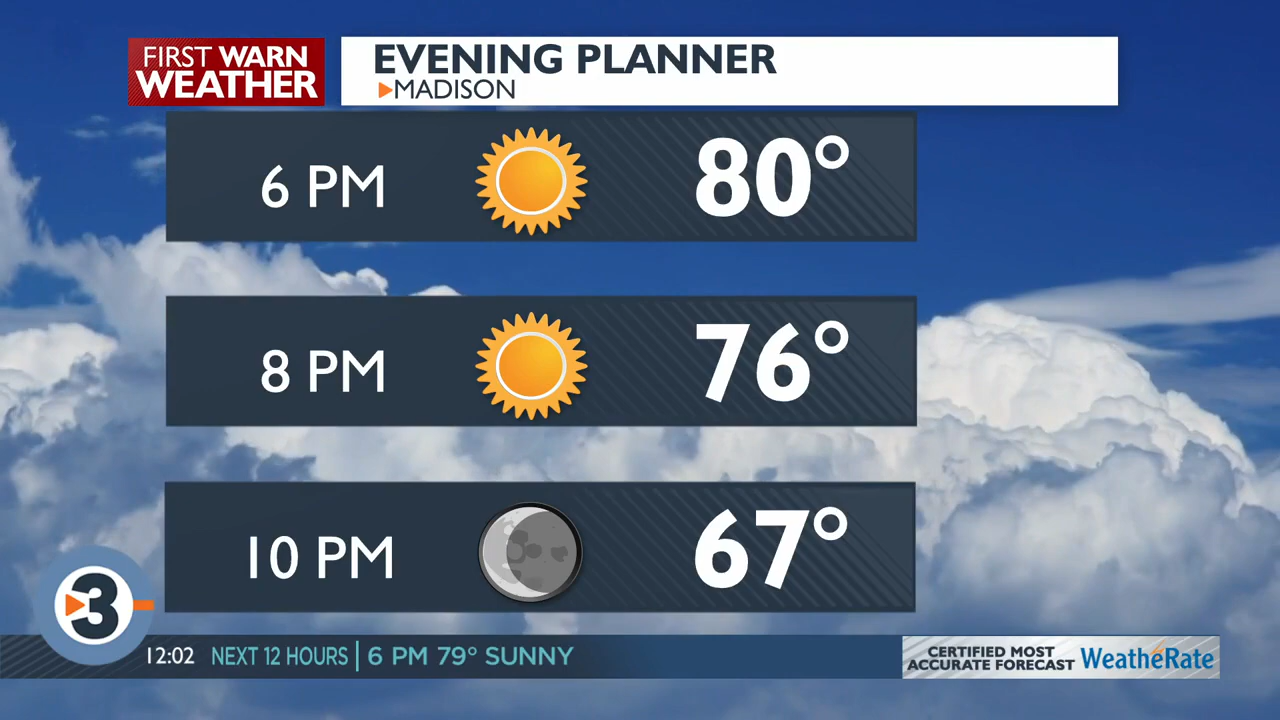 FIRST WARN
WEATHER
EVENING PLANNER
MADISON
6 PM 80°
8 PM 76°
10 PM 67°
3
12:02 NEXT 12 HOURS | 6 PM 79° SUNNY
CERTIFIED MOST
ACCURATE FORECAST
WeatheRate